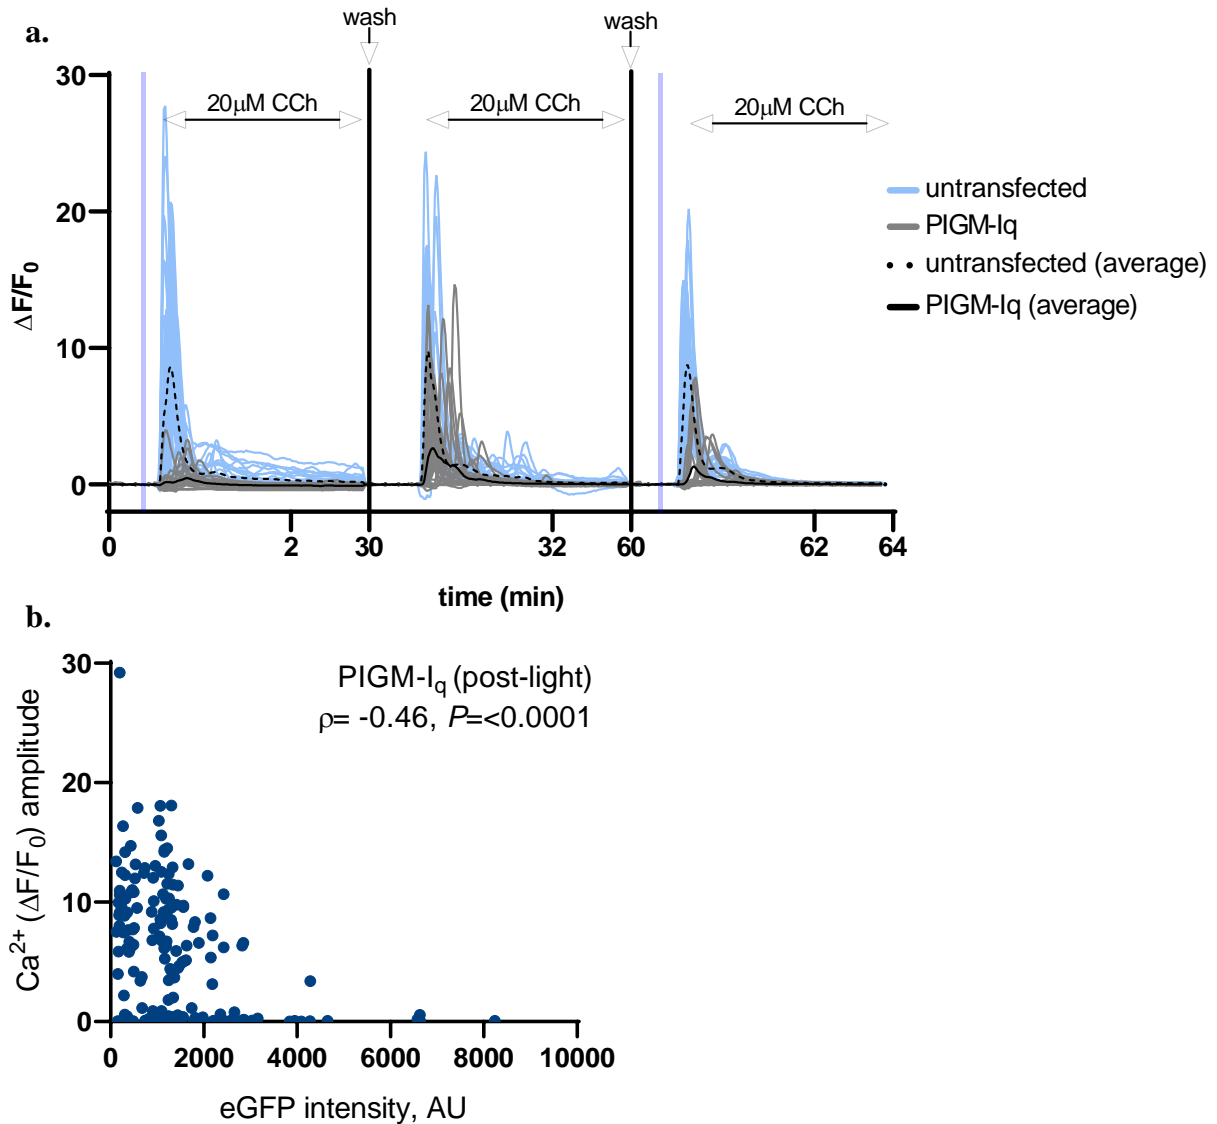 a.
wash
wash
30
20
10
0
ΔF/F0
20μM CCh
20μM CCh
20μM CCh
untransfected
PIGM-Iq
untransfected (average)
PIGM-Iq (average)
0
2
30
32
60
62
64
time (min)
b.
PIGM-Iq (post-light)
ρ= -0.46, P=<0.0001
30
20
10
0
Ca2+ (ΔF/F0) amplitude
0
2000
4000
6000
8000
10000
eGFP intensity, AU